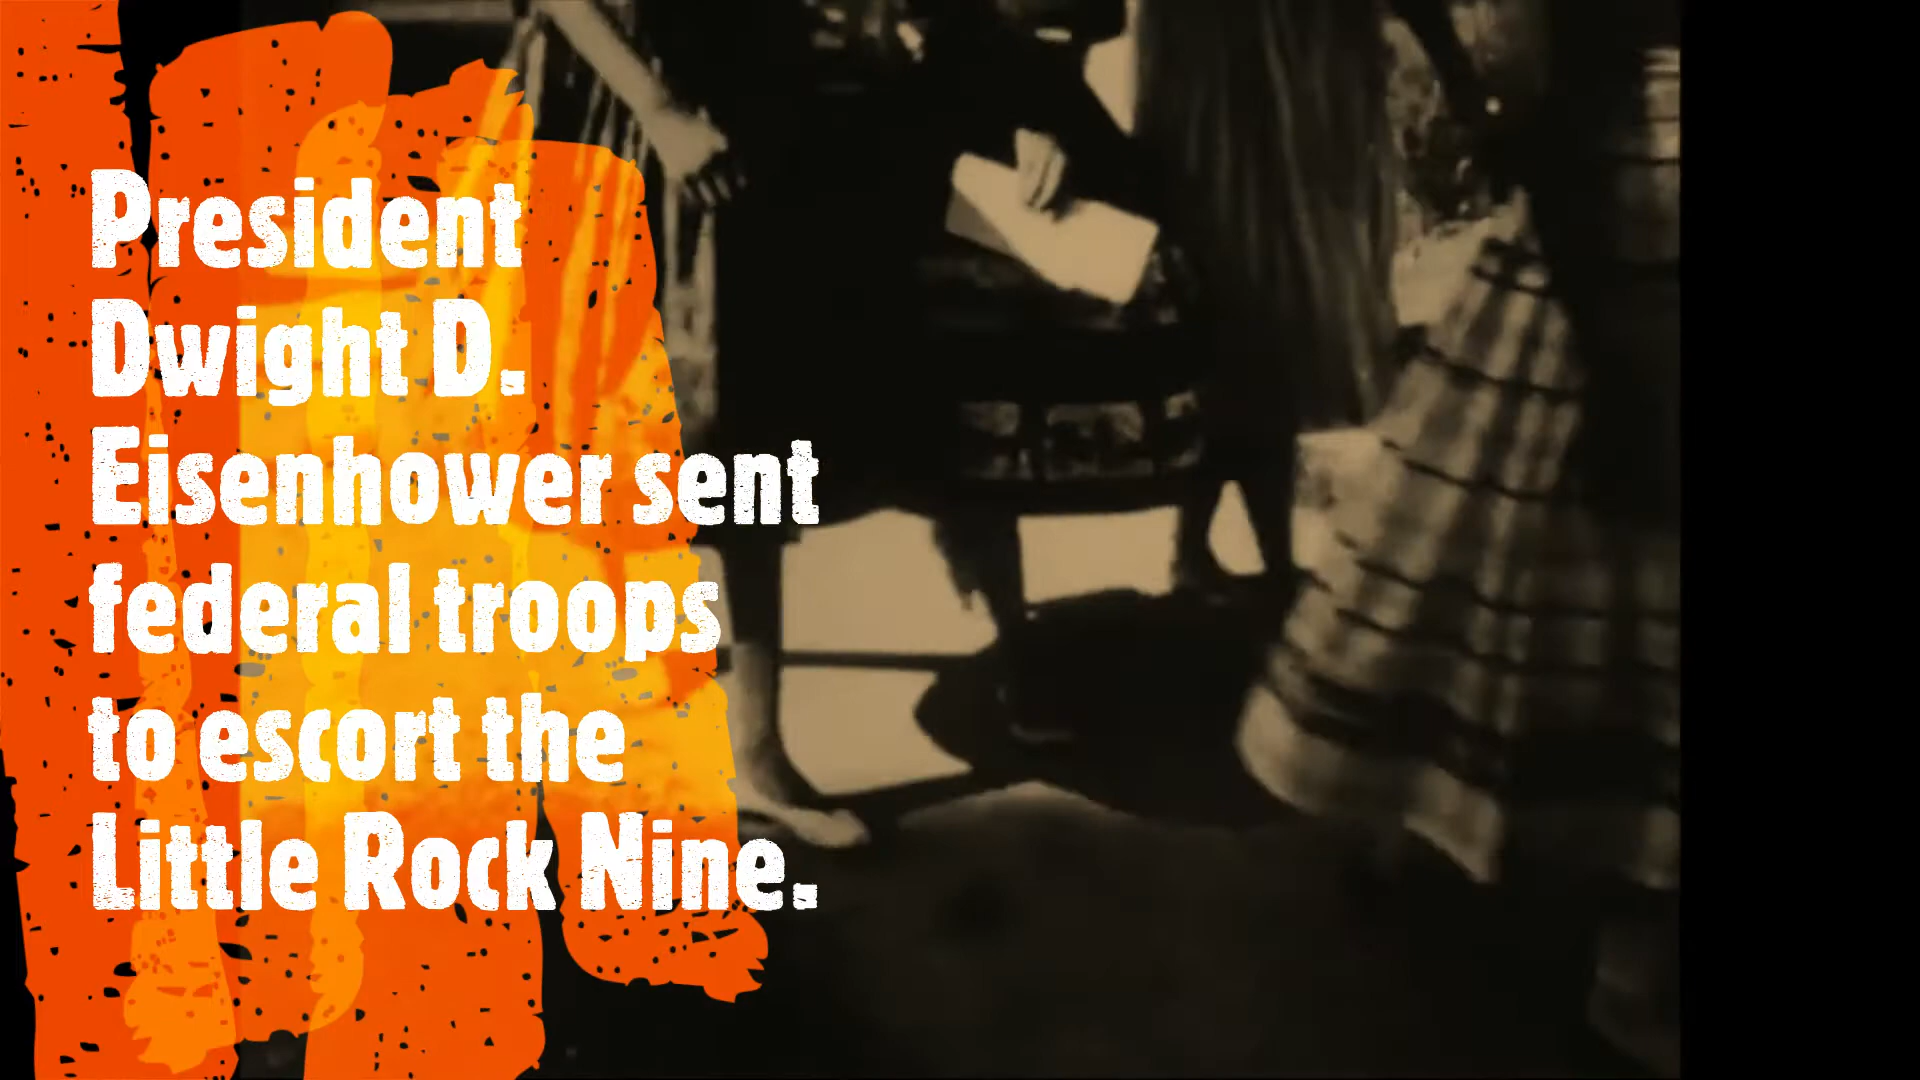 President
Dwight D.
Eisenhower sent
federal troops
to escort the
Little Rock Nine.